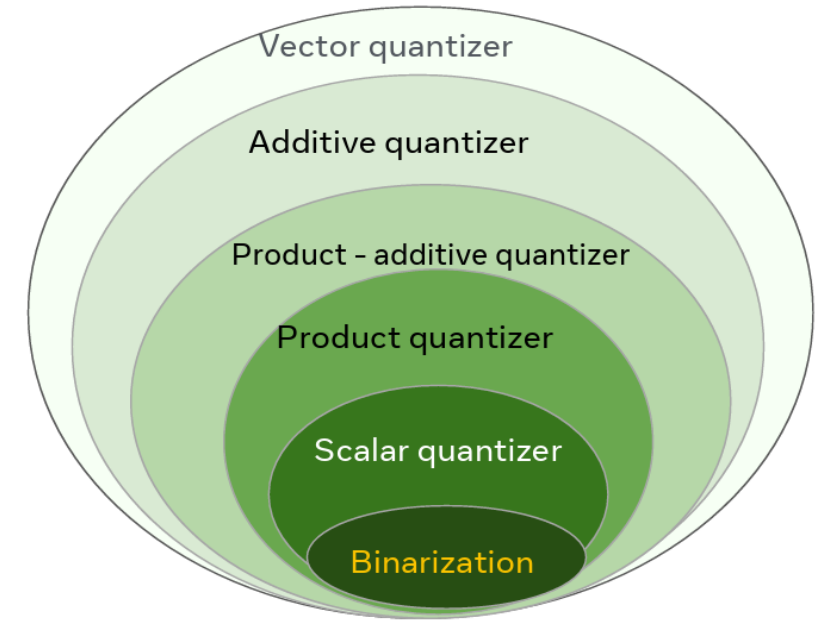 Vector quantizer
Additive quantizer
Product - additive quantizer
Product quantizer
Scalar quantizer
Binarization